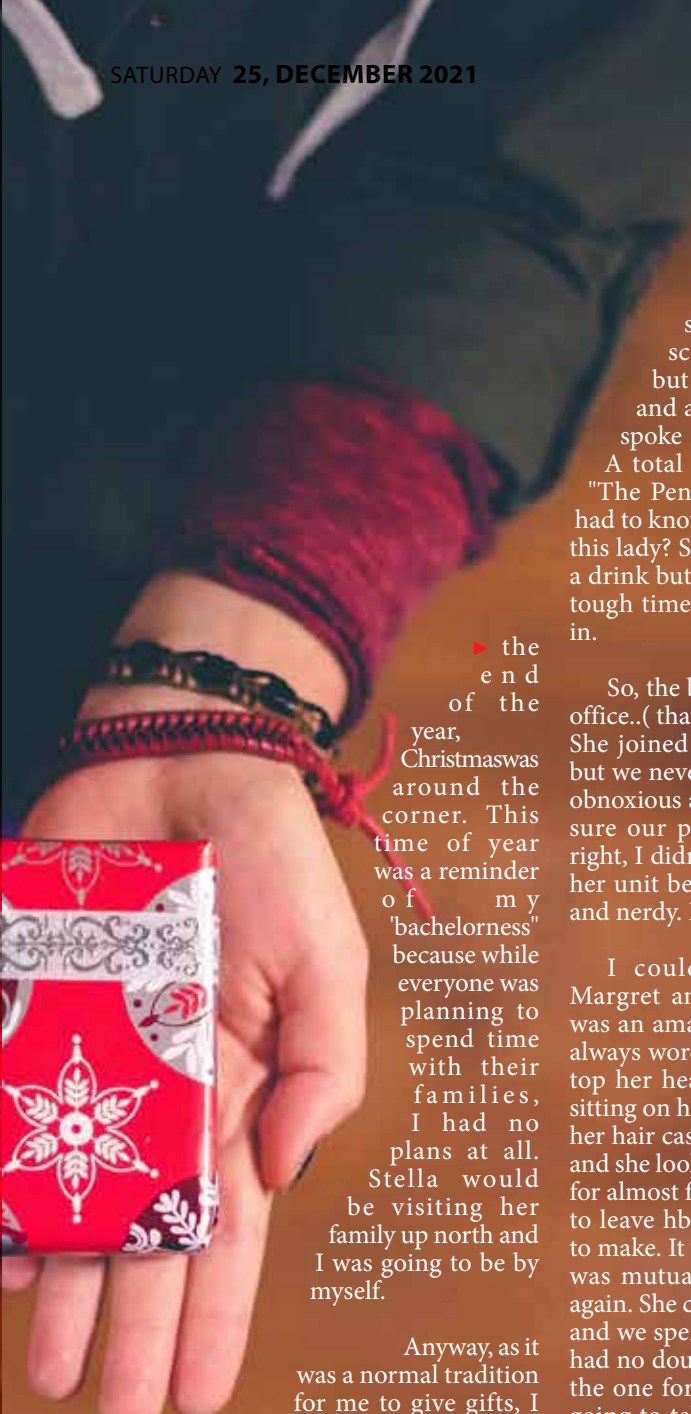 SATURDAY 25, DECEMBER 2021
▶ the
end
of the
year,
Christmaswas
around the
corner. This
time of year
was a reminder
of my
'bachelorness"
because while
everyone was
planning to
spend time
with their
families,
I had no
plans at all.
Stella would
be visiting her
family up north and
I was going to be by
myself.
Anyway, as it
was a normal tradition
for me to give gifts, I
but
and
spoke
A total
"The Pen
had to know
this lady? S
a drink but
tough time
in.
So, the
office..( tha
She joined
but we neve
obnoxious
sure our p
right, I didn
her unit be
and nerdy.
I could
Margret an
was an ama
always wor
top her hea
sitting on h
her hair cas
and she loo
for almost f
to leave hb
to make. It
was mutua
again. She
and we spe
had no dou
the one for